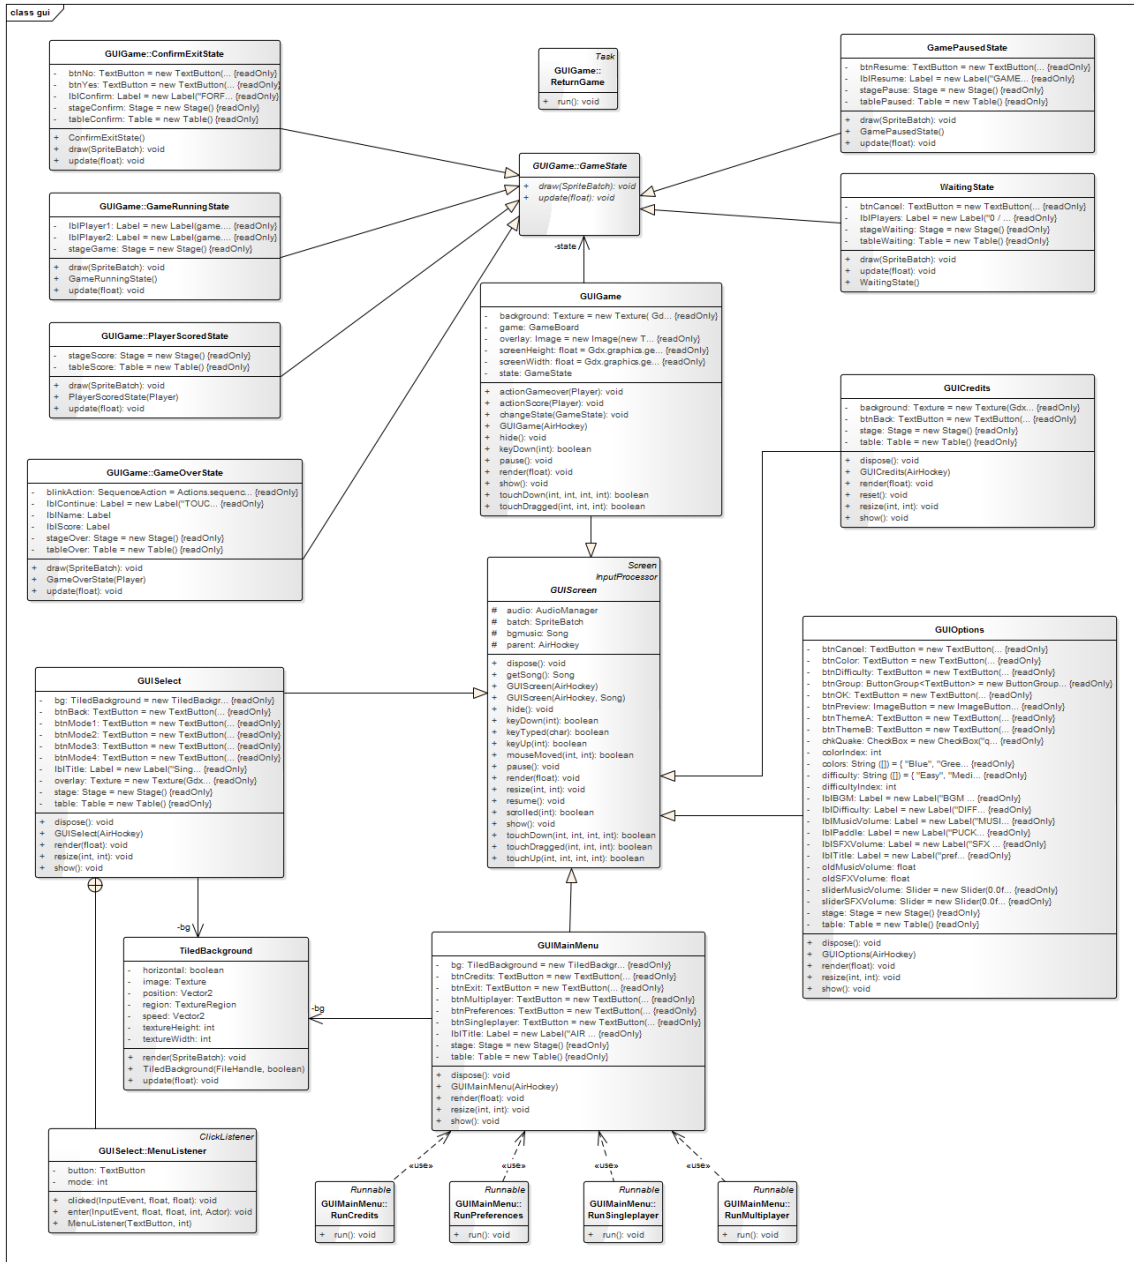 class gui
GUIGame::ConfirmExitState
- btnNo: TextButton = new TextButton(... {readOnly}
- btnYes: TextButton = new TextButton(... {readOnly}
- lblConfirm: Label = new Label("FORF... {readOnly}
- stageConfirm: Stage = new Stage() {readOnly}
- tableConfirm: Table = new Table() {readOnly}
+ ConfirmExitState()
+ draw(SpriteBatch): void
+ update(float): void
Task
GUIGame::
ReturnGame
+ run(): void
GamePausedState
- btnResume: TextButton = new TextButton(... {readOnly}
- lblResume: Label = new Label("GAME... {readOnly}
- stagePause: Stage = new Stage() {readOnly}
- tablePaused: Table = new Table() {readOnly}
+ draw(SpriteBatch): void
+ GamePausedState()
+ update(float): void
GUIGame::GameState
+ draw(SpriteBatch): void
+ update(float): void
WaitingState
- btnCancel: TextButton = new TextButton(... {readOnly}
- lblPlayers: Label = new Label("0 / ... {readOnly}
- stageWaiting: Stage = new Stage() {readOnly}
- tableWaiting: Table = new Table() {readOnly}
+ draw(SpriteBatch): void
+ update(float): void
+ WaitingState()
GUIGame::GameRunningState
- lblPlayer1: Label = new Label(game.... {readOnly}
- lblPlayer2: Label = new Label(game.... {readOnly}
- stageGame: Stage = new Stage() {readOnly}
+ draw(SpriteBatch): void
+ GameRunningState()
+ update(float): void
-state
GUIGame
- background: Texture = new Texture( Gd... {readOnly}
- game: GameBoard
- overlay: Image = new Image(new T... {readOnly}
- screenHeight: float = Gdx.graphics.ge... {readOnly}
- screenWidth: float = Gdx.graphics.ge... {readOnly}
- state: GameState
+ actionGameover(Player): void
+ actionScore(Player): void
+ changeState(GameState): void
+ GUIGame(AirHockey)
+ hide(): void
+ keyDown(int): boolean
+ pause(): void
+ render(float): void
+ show(): void
+ touchDown(int, int, int, int): boolean
+ touchDragged(int, int, int): boolean
GUIGame::PlayerScoredState
- stageScore: Stage = new Stage() {readOnly}
- tableScore: Table = new Table() {readOnly}
+ draw(SpriteBatch): void
+ PlayerScoredState(Player)
+ update(float): void
GUICredits
- background: Texture = new Texture(Gdx... {readOnly}
- btnBack: TextButton = new TextButton(... {readOnly}
- stage: Stage = new Stage() {readOnly}
- table: Table = new Table() {readOnly}
+ dispose(): void
+ GUICredits(AirHockey)
+ render(float): void
+ reset(): void
+ resize(int, int): void
+ show(): void
GUIGame::GameOverState
- blinkAction: SequenceAction = Actions.sequenc... {readOnly}
- lblContinue: Label = new Label("TOUC... {readOnly}
- lblName: Label
- lblScore: Label
- stageOver: Stage = new Stage() {readOnly}
- tableOver: Table = new Table() {readOnly}
+ draw(SpriteBatch): void
+ GameOverState(Player)
+ update(float): void
Screen
InputProcessor
GUIScreen
# audio: AudioManager
# batch: SpriteBatch
# bgmusic: Song
# parent: AirHockey
+ dispose(): void
+ getSong(): Song
+ GUIScreen(AirHockey)
+ GUIScreen(AirHockey, Song)
+ hide(): void
+ keyDown(int): boolean
+ keyTyped(char): boolean
+ keyUp(int): boolean
+ mouseMoved(int, int): boolean
+ pause(): void
+ render(float): void
+ resize(int, int): void
+ resume(): void
+ scrolled(int): boolean
+ show(): void
+ touchDown(int, int, int, int): boolean
+ touchDragged(int, int, int): boolean
+ touchUp(int, int, int, int): boolean
GUIOptions
- btnCancel: TextButton = new TextButton(... {readOnly}
- btnColor: TextButton = new TextButton(... {readOnly}
- btnDifficulty: TextButton = new TextButton(... {readOnly}
- btnGroup: ButtonGroup<TextButton> = new ButtonGroup... {readOnly}
- btnOK: TextButton = new TextButton(... {readOnly}
- btnPreview: ImageButton = new ImageButton... {readOnly}
- btnThemeA: TextButton = new TextButton(... {readOnly}
- btnThemeB: TextButton = new TextButton(... {readOnly}
- chkQuake: CheckBox = new CheckBox("q... {readOnly}
- colorIndex: int
- colors: String ([]) = { "Blue", "Gree... {readOnly}
- difficulty: String ([]) = { "Easy", "Medi... {readOnly}
- difficultyIndex: int
- lblBGM: Label = new Label("BGM ... {readOnly}
- lblDifficulty: Label = new Label("DIFF... {readOnly}
- lblMusicVolume: Label = new Label("MUSI... {readOnly}
- lblPaddle: Label = new Label("PUCK... {readOnly}
- lblSFXVolume: Label = new Label("SFX ... {readOnly}
- lblTitle: Label = new Label("pref... {readOnly}
- oldMusicVolume: float
- oldSFXVolume: float
- sliderMusicVolume: Slider = new Slider(0.0f... {readOnly}
- sliderSFXVolume: Slider = new Slider(0.0f... {readOnly}
- stage: Stage = new Stage() {readOnly}
- table: Table = new Table() {readOnly}
+ dispose(): void
+ GUIOptions(AirHockey)
+ render(float): void
+ resize(int, int): void
+ show(): void
GUISelect
- bg: TiledBackground = new TiledBackgr... {readOnly}
- btnBack: TextButton = new TextButton(... {readOnly}
- btnMode1: TextButton = new TextButton(... {readOnly}
- btnMode2: TextButton = new TextButton(... {readOnly}
- btnMode3: TextButton = new TextButton(... {readOnly}
- btnMode4: TextButton = new TextButton(... {readOnly}
- lblTitle: Label = new Label("Sing... {readOnly}
- overlay: Texture = new Texture(Gdx... {readOnly}
- stage: Stage = new Stage() {readOnly}
- table: Table = new Table() {readOnly}
+ dispose(): void
+ GUISelect(AirHockey)
+ render(float): void
+ resize(int, int): void
+ show(): void
-bg
TiledBackground
- horizontal: boolean
- image: Texture
- position: Vector2
- region: TextureRegion
- speed: Vector2
- textureHeight: int
- textureWidth: int
+ render(SpriteBatch): void
+ TiledBackground(FileHandle, boolean)
+ update(float): void
-bg
GUIMainMenu
- bg: TiledBackground = new TiledBackgr... {readOnly}
- btnCredits: TextButton = new TextButton(... {readOnly}
- btnExit: TextButton = new TextButton(... {readOnly}
- btnMultiplayer: TextButton = new TextButton(... {readOnly}
- btnPreferences: TextButton = new TextButton(... {readOnly}
- btnSingleplayer: TextButton = new TextButton(... {readOnly}
- lblTitle: Label = new Label("AIR ... {readOnly}
- stage: Stage = new Stage() {readOnly}
- table: Table = new Table() {readOnly}
+ dispose(): void
+ GUIMainMenu(AirHockey)
+ render(float): void
+ resize(int, int): void
+ show(): void
ClickListener
GUISelect::MenuListener
- button: TextButton
- mode: int
+ clicked(InputEvent, float, float): void
+ enter(InputEvent, float, float, int, Actor): void
+ MenuListener(TextButton, int)
«use»
«use»
«use»
«use»
Runnable
GUIMainMenu::
RunCredits
+ run(): void
Runnable
GUIMainMenu::
RunPreferences
+ run(): void
Runnable
GUIMainMenu::
RunSingleplayer
+ run(): void
Runnable
GUIMainMenu::
RunMultiplayer
+ run(): void